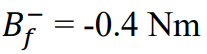 B_f^- = -0.4 Nm